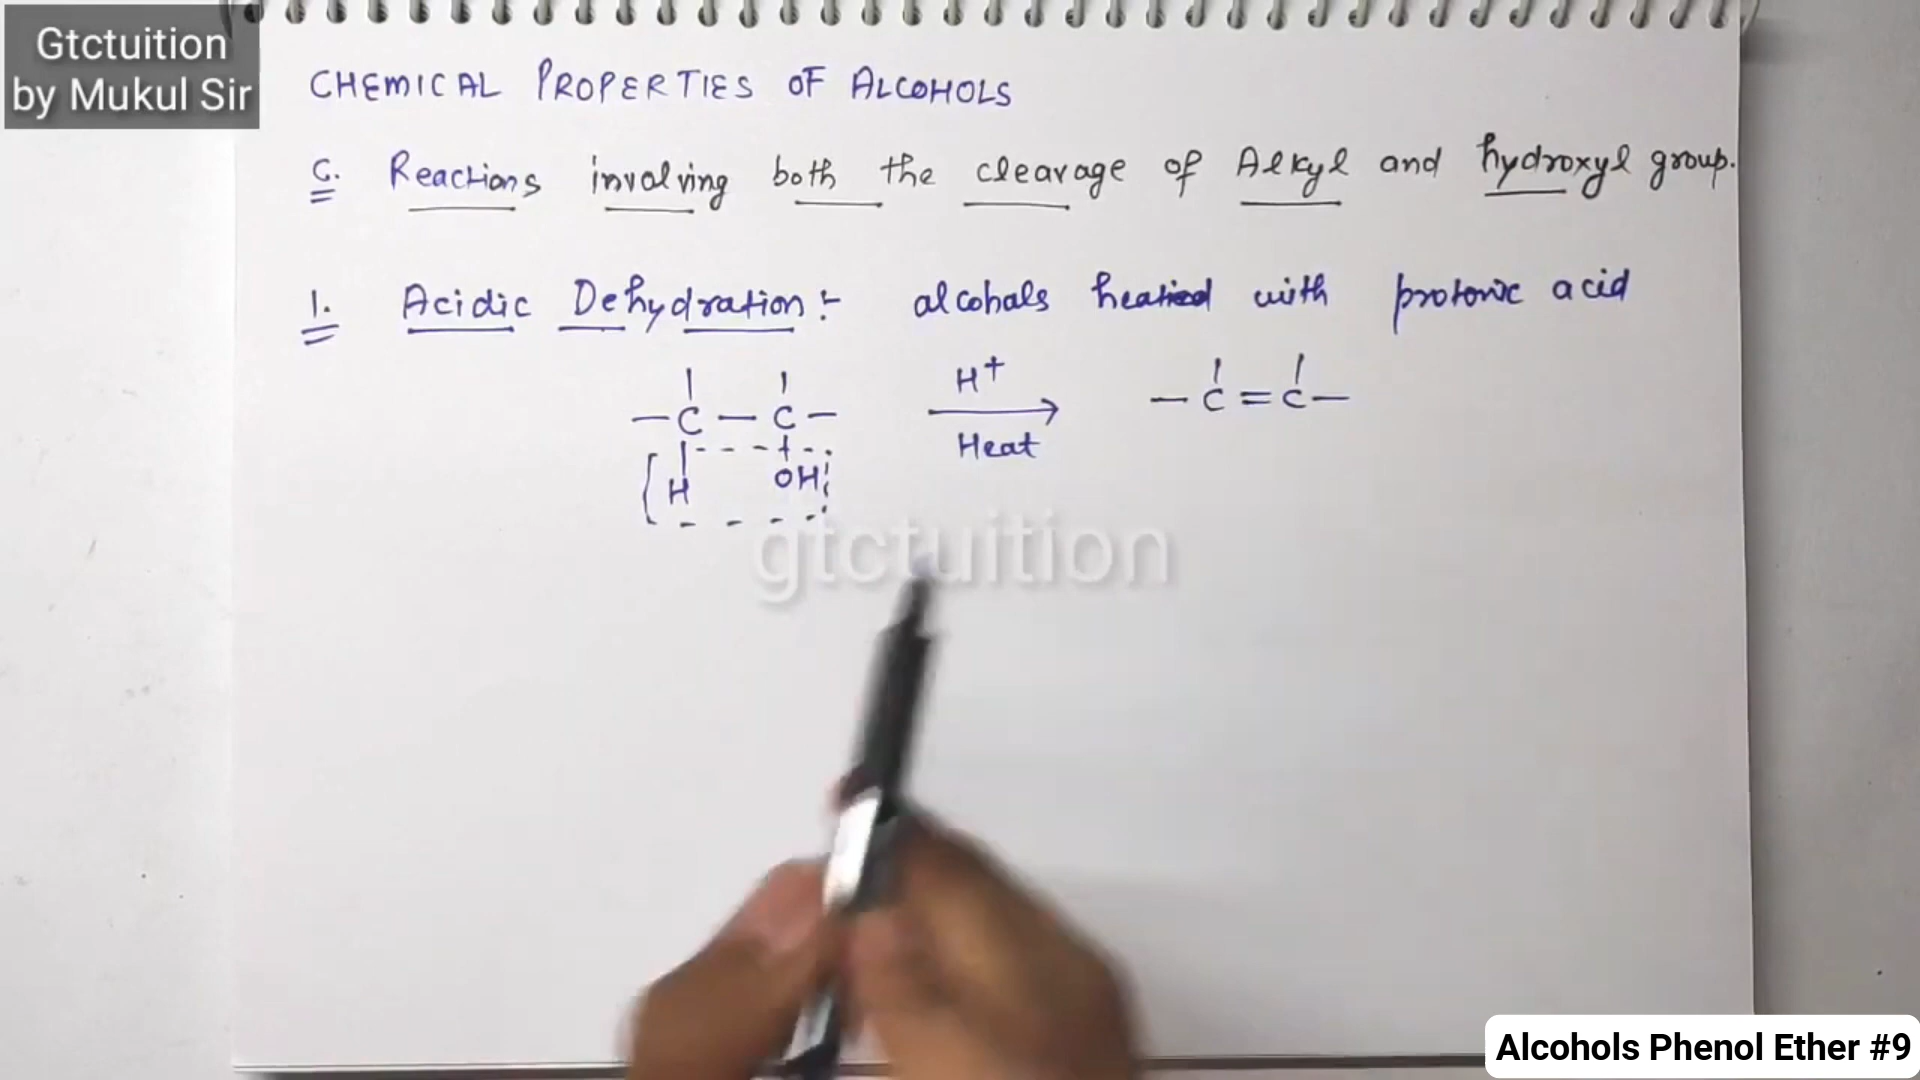 Gtctuition
by Mukul Sir
CHEMICAL PROPERTIES OF ALCOHOLS
C. Reactions involving both the cleavage of Alkyl and hydroxyl group.
1. Acidic Dehydration:- alcohals heatied with protonic acid
H+
— C — C — → — C = C —
Heat
H OH
gtctuition
Alcohols Phenol Ether #9